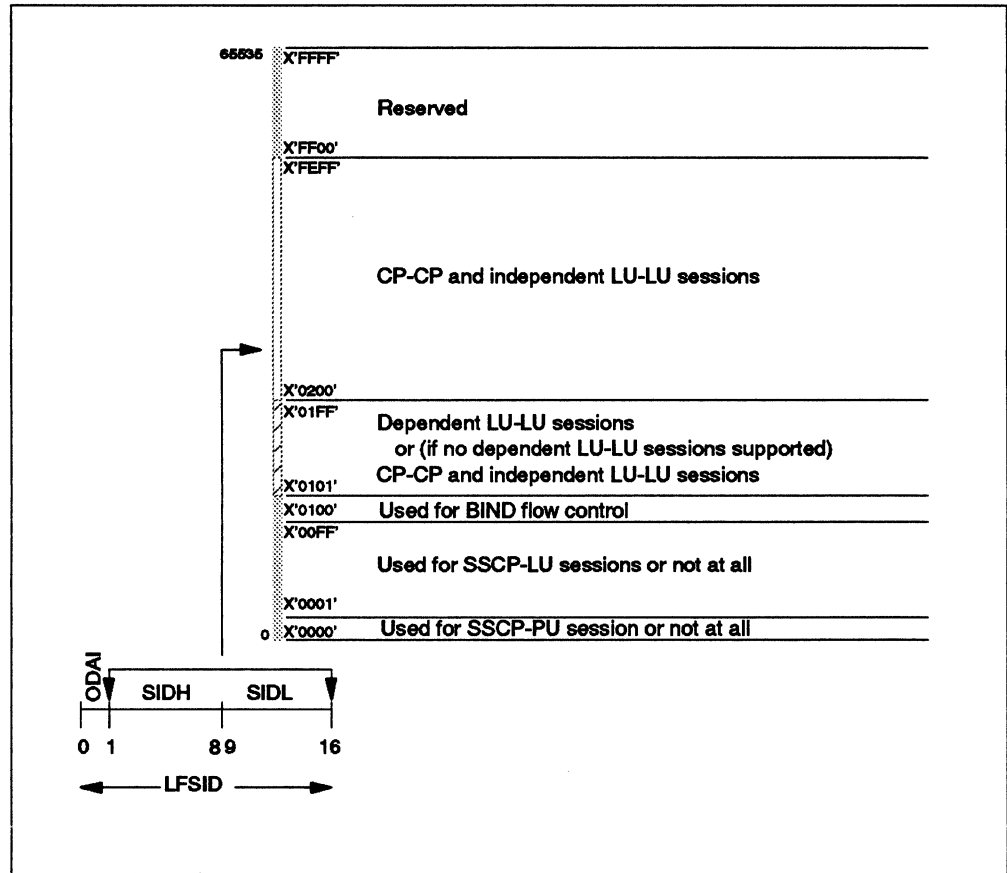 65535
X'FFFF'
Reserved
X'FF00'
X'FEFF'
CP-CP and independent LU-LU sessions
X'0200'
X'01FF'
Dependent LU-LU sessions
or (if no dependent LU-LU sessions supported)
CP-CP and independent LU-LU sessions
X'0101'
X'0100' Used for BIND flow control
X'00FF'
Used for SSCP-LU sessions or not at all
X'0001'
0 X'0000' Used for SSCP-PU session or not at all
ODAI
SIDH SIDL
0 1 8 9 16
LFSID